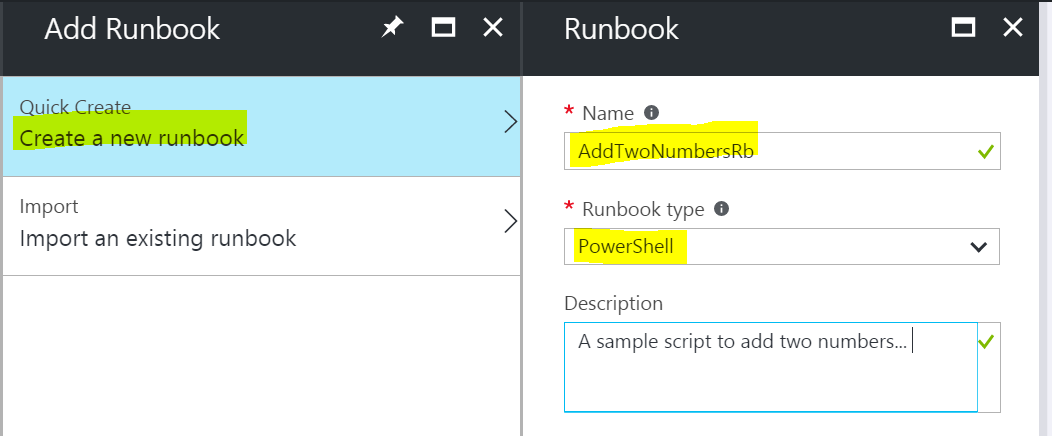 Add Runbook
Quick Create
Create a new runbook
Import
Import an existing runbook
Runbook
* Name
AddTwoNumbersRb
* Runbook type
PowerShell
Description
A sample script to add two numbers...